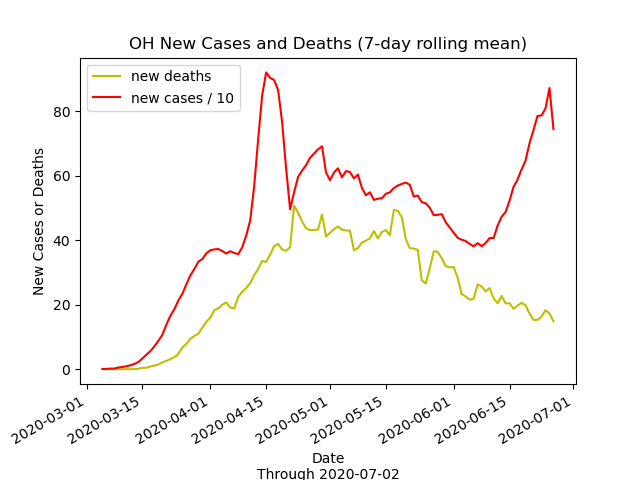 OH New Cases and Deaths (7-day rolling mean)
new deaths
new cases / 10
80
60
40
20
0
New Cases or Deaths
2020-03-01
2020-03-15
2020-04-01
2020-04-15
2020-05-01
2020-05-15
2020-06-01
2020-06-15
2020-07-01
Date
Through 2020-07-02